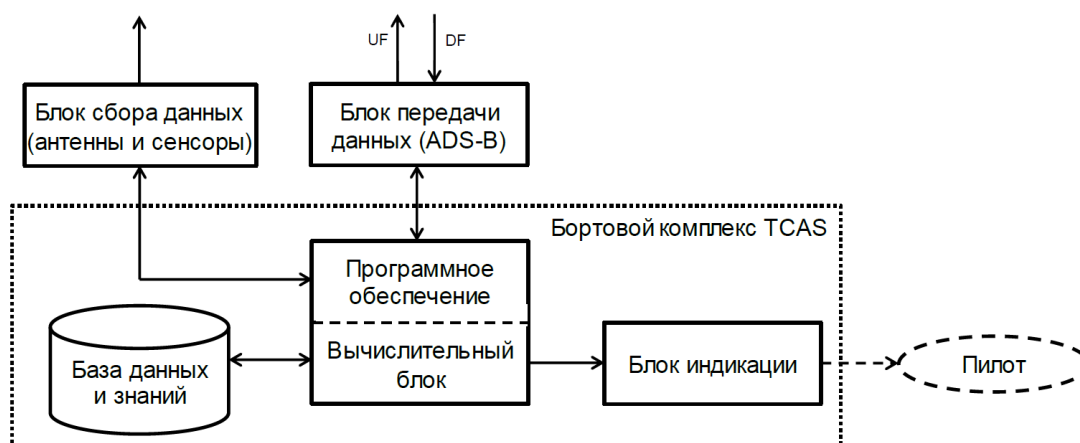 UF
DF
Блок сбора данных
(антенны и сенсоры)
Блок передачи
данных (ADS-B)
Бортовой комплекс TCAS
Программное
обеспечение
База данных
и знаний
Вычислительный
блок
Блок индикации
Пилот